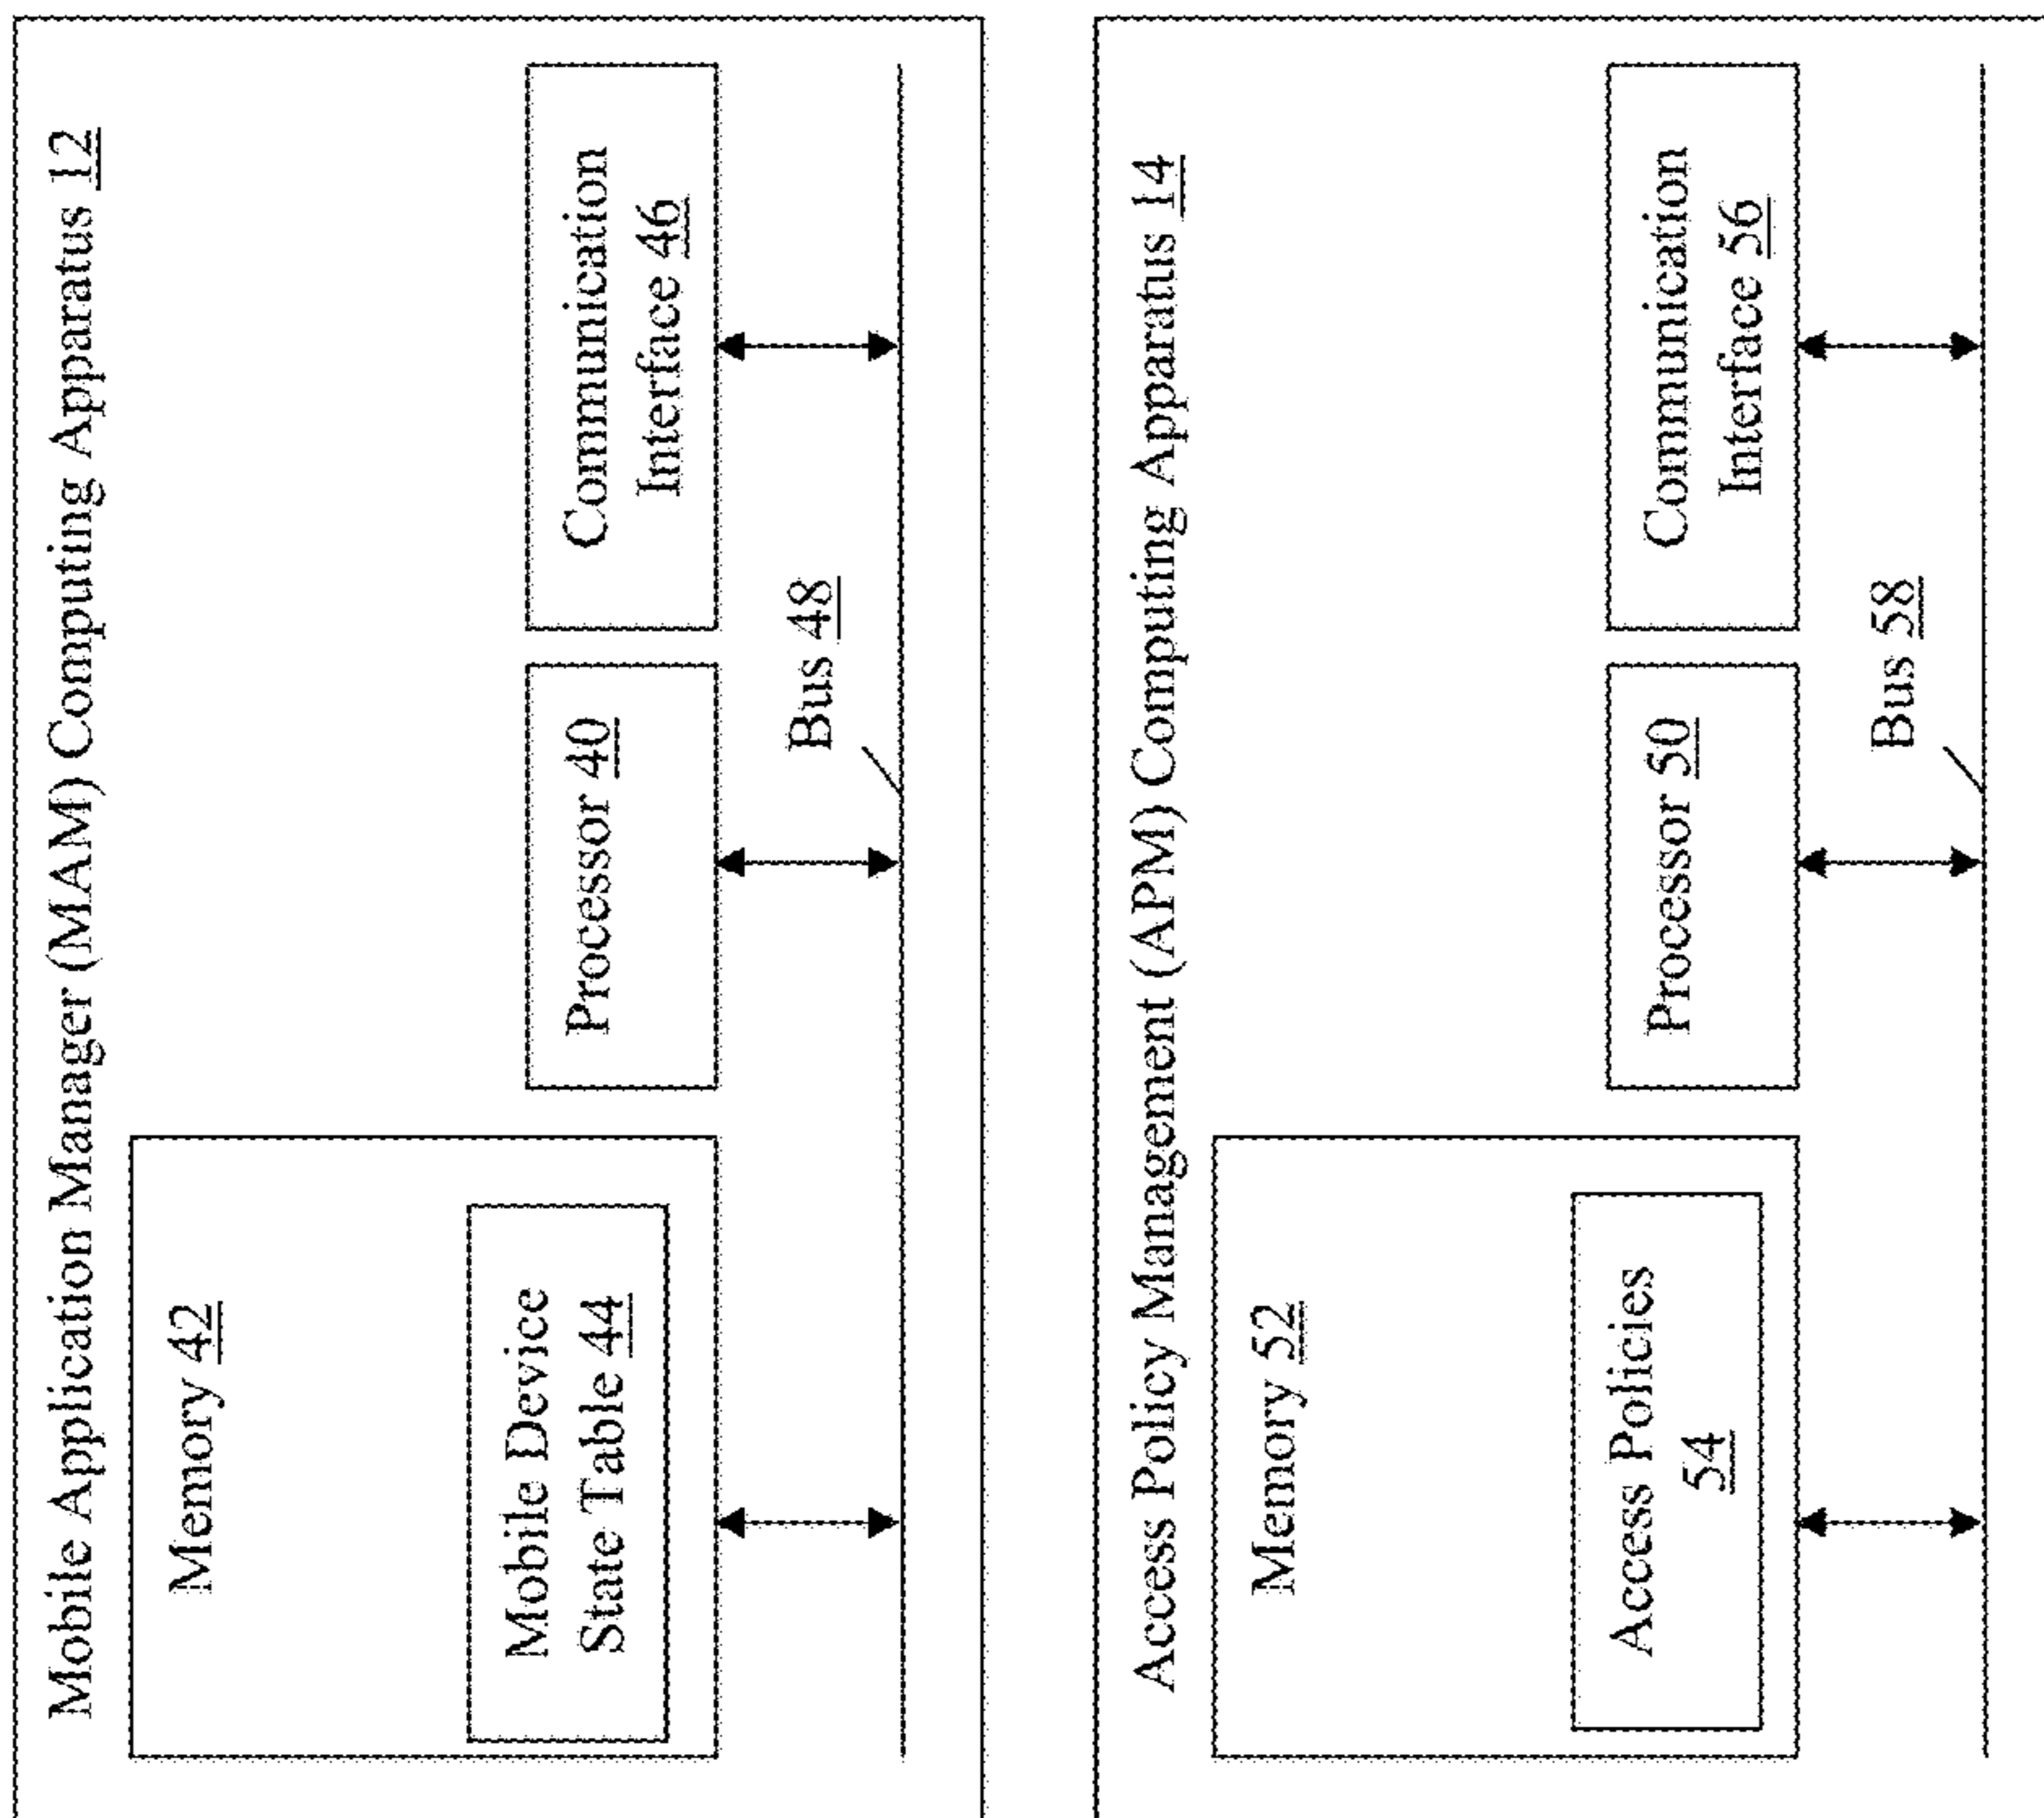 Mobile Application Manager (MAM) Computing Apparatus 12
Memory 42
Mobile Device
State Table 44
Processor 40
Communication
Interface 46
Bus 48
Access Policy Management (APM) Computing Apparatus 14
Memory 52
Access Policies
54
Processor 50
Communication
Interface 56
Bus 58